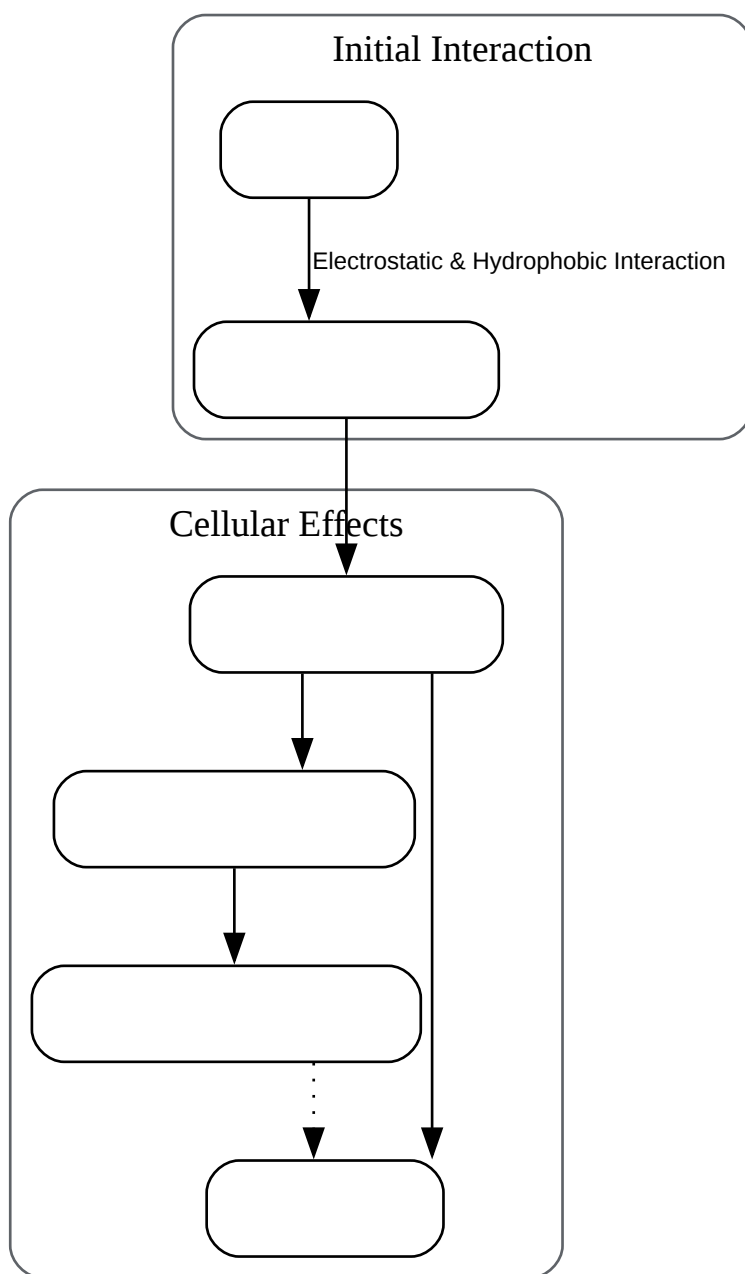 Initial Interaction
Electrostatic & Hydrophobic Interaction
Cellular Effects